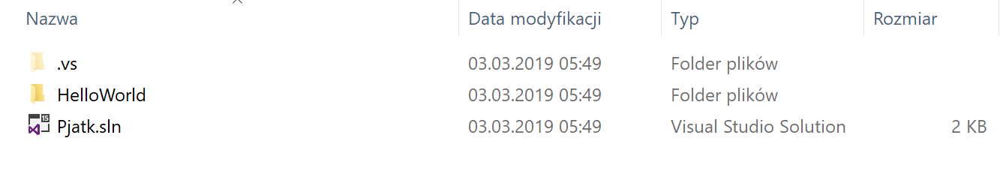 Nazwa Data modyfikacji Typ Rozmiar
.vs 03.03.2019 05:49 Folder plików
HelloWorld 03.03.2019 05:49 Folder plików
15 Pjatk.sln 03.03.2019 05:49 Visual Studio Solution 2 KB